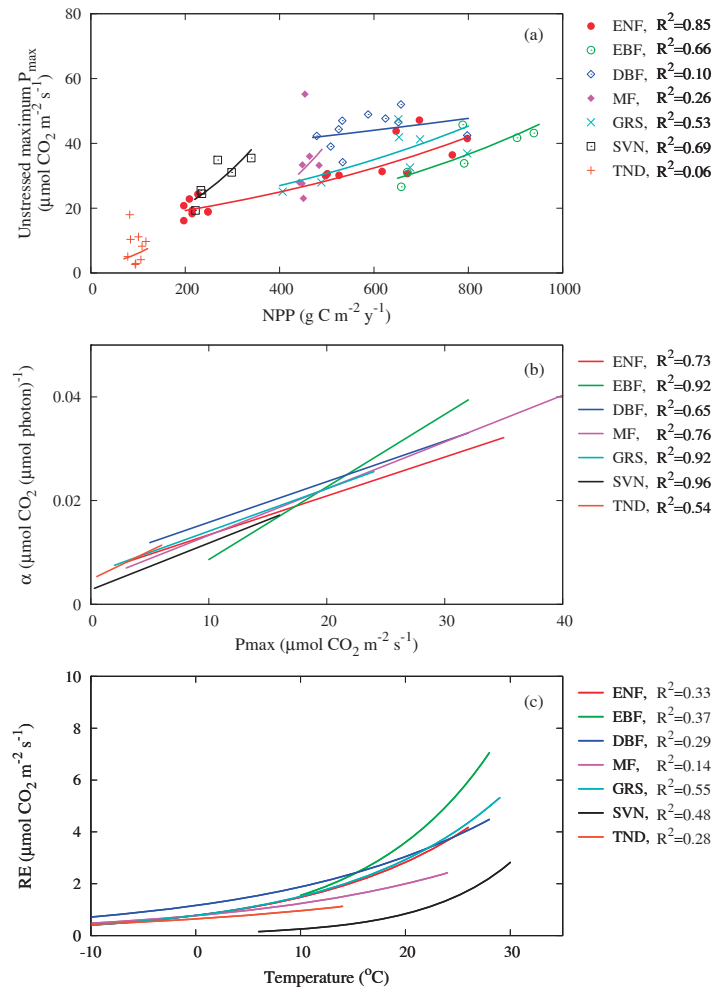 (a)
80
60
40
20
0
0 200 400 600 800 1000
Unstressed maximum Pmax
(μmol CO2 m-2 s-1)
NPP (g C m-2 y-1)
ENF, R2=0.85
EBF, R2=0.66
DBF, R2=0.10
MF, R2=0.26
GRS, R2=0.53
SVN, R2=0.69
TND, R2=0.06
(b)
0.04
0.02
0
10 20 30 40
α (μmol CO2 (μmol photon)-1)
Pmax (μmol CO2 m-2 s-1)
ENF, R2=0.73
EBF, R2=0.92
DBF, R2=0.65
MF, R2=0.76
GRS, R2=0.92
SVN, R2=0.96
TND, R2=0.54
(c)
10
8
6
4
2
0
-10 0 10 20 30
RE (μmol CO2 m-2 s-1)
Temperature (oC)
ENF, R2=0.33
EBF, R2=0.37
DBF, R2=0.29
MF, R2=0.14
GRS, R2=0.55
SVN, R2=0.48
TND, R2=0.28